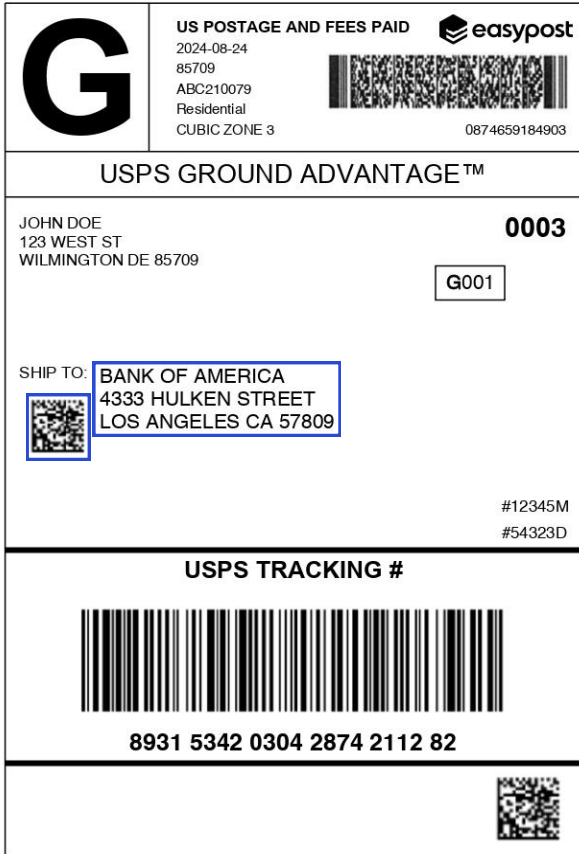 G
US POSTAGE AND FEES PAID
easypost
2024-08-24
85709
ABC210079
Residential
CUBIC ZONE 3
0874659184903
USPS GROUND ADVANTAGE™
JOHN DOE
123 WEST ST
WILMINGTON DE 85709
0003
G001
SHIP TO:
BANK OF AMERICA
4333 HULKEN STREET
LOS ANGELES CA 57809
#12345M
#54323D
USPS TRACKING #
8931 5342 0304 2874 2112 82